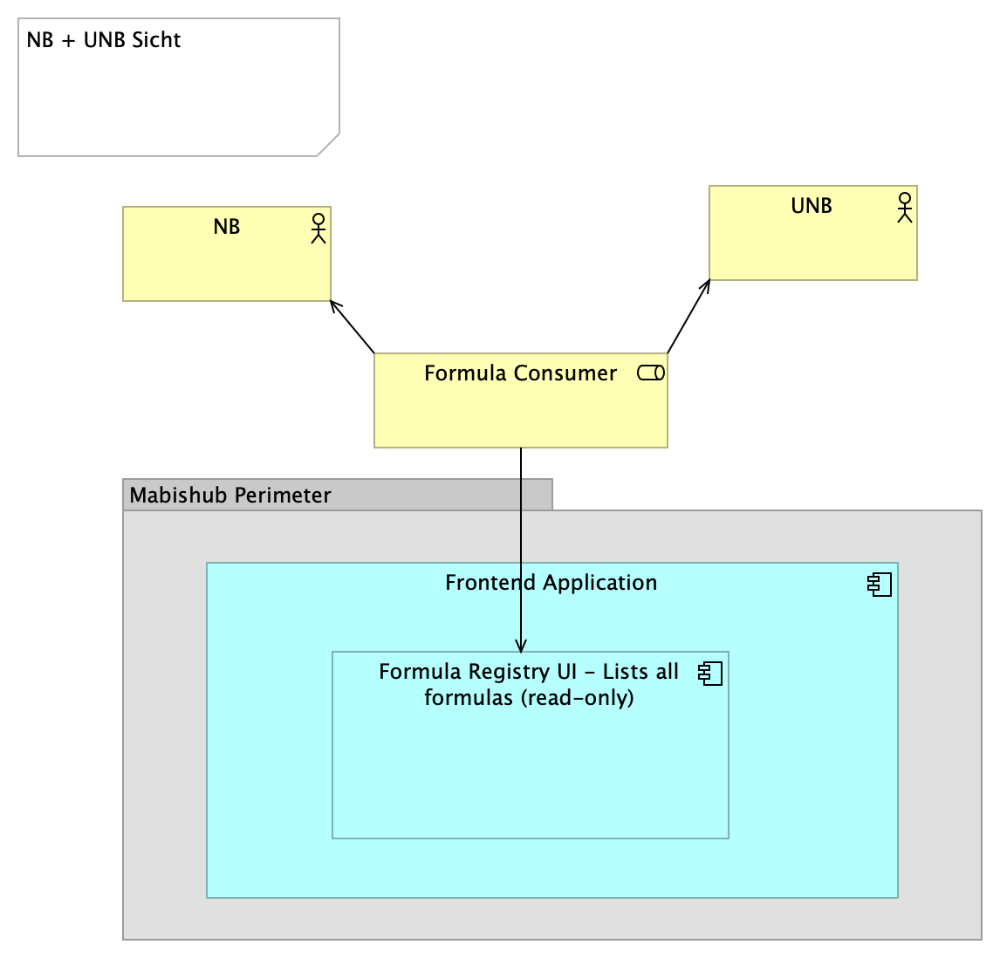 NB + UNB Sicht
NB
UNB
Formula Consumer
Mabishub Perimeter
Frontend Application
Formula Registry UI - Lists all
formulas (read-only)